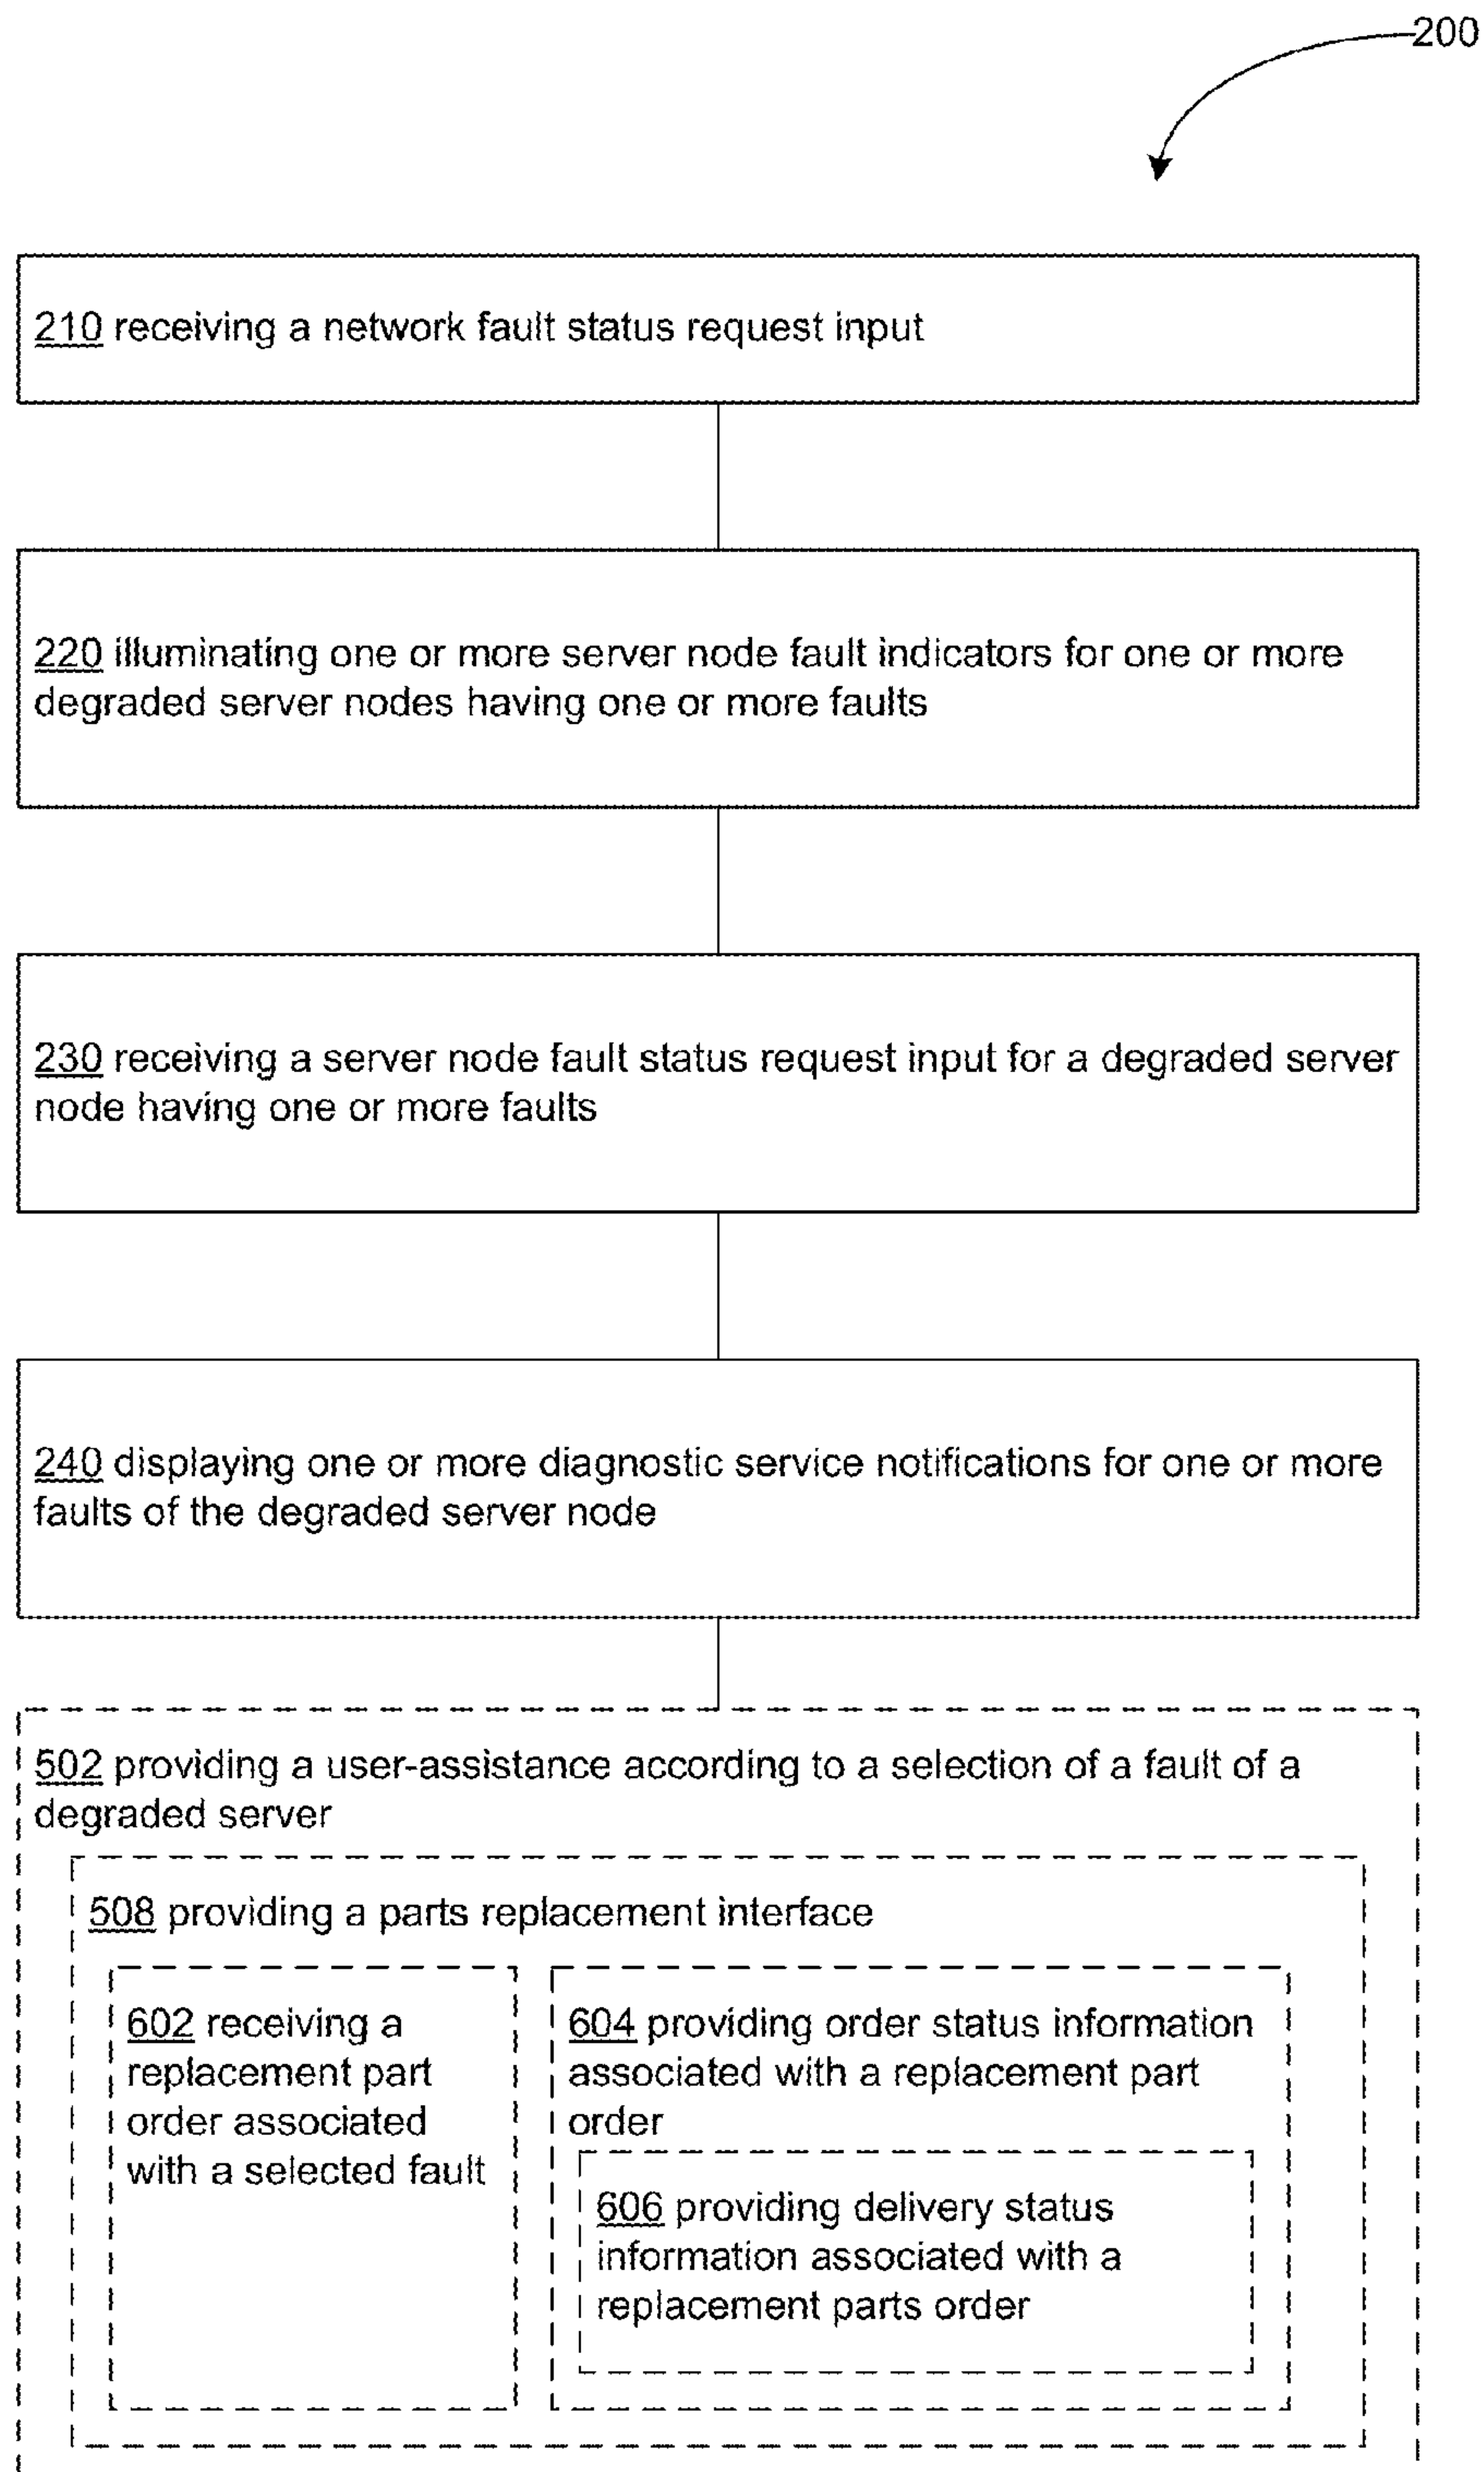 200
210 receiving a network fault status request input
220 illuminating one or more server node fault indicators for one or more
degraded server nodes having one or more faults
230 receiving a server node fault status request input for a degraded server
node having one or more faults
240 displaying one or more diagnostic service notifications for one or more
faults of the degraded server node
502 providing a user-assistance according to a selection of a fault of a
degraded server
508 providing a parts replacement interface
602 receiving a
replacement part
order associated
with a selected fault
604 providing order status information
associated with a replacement part
order
606 providing delivery status
information associated with a
replacement parts order